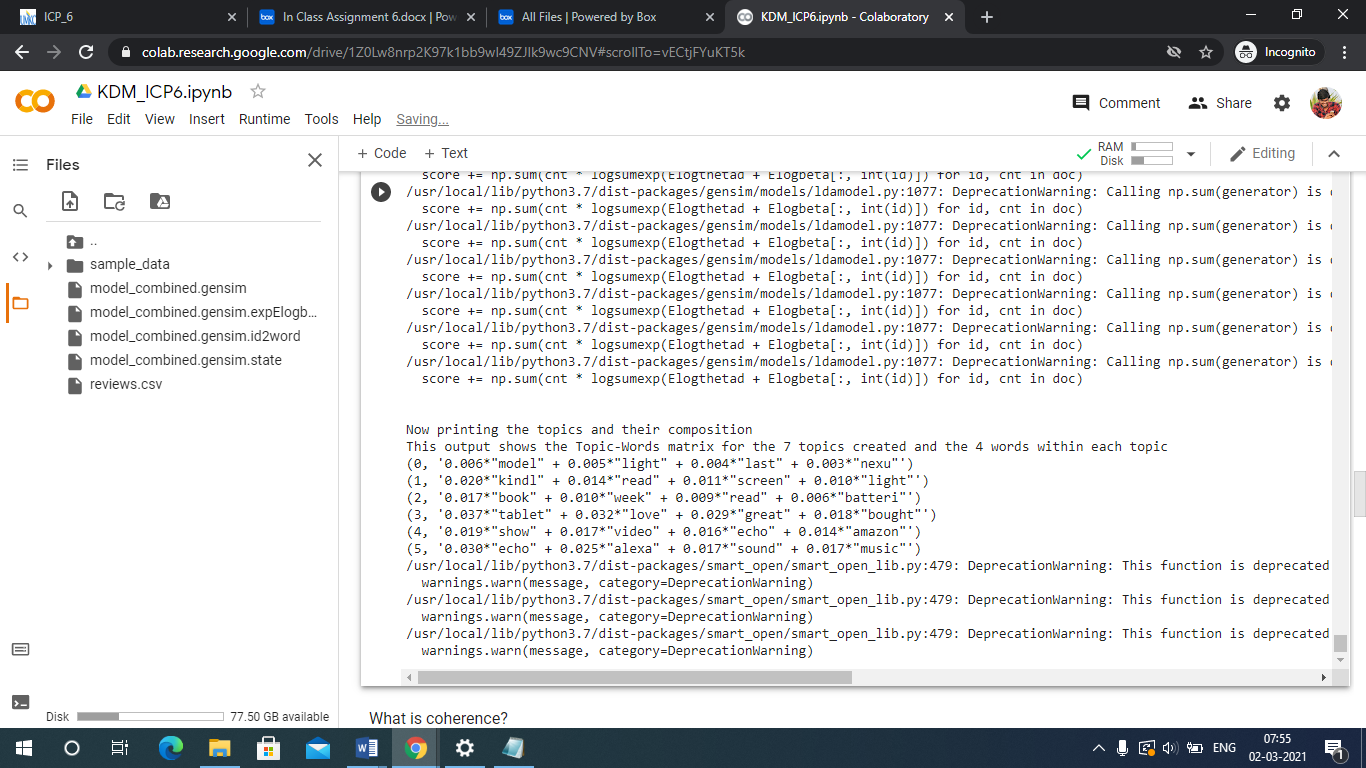 ICP_6
In Class Assignment 6.docx | Pow
All Files | Powered by Box
KDM_ICP6.ipynb - Colaboratory
colab.research.google.com/drive/1Z0Lw8nrp2K97k1bb9wI49ZJIk9wc9CNV#scrollTo=vECtjFYuKT5k
Incognito
KDM_ICP6.ipynb
Comment
Share
File Edit View Insert Runtime Tools Help Saving...
Files
+ Code + Text
RAM
Disk
Editing
..
sample_data
model_combined.gensim
model_combined.gensim.expElogb...
model_combined.gensim.id2word
model_combined.gensim.state
reviews.csv
Disk
77.50 GB available
score += np.sum(cnt * logsumexp(Elogthetad + Elogbeta[:, int(id)]) for id, cnt in doc)
/usr/local/lib/python3.7/dist-packages/gensim/models/ldamodel.py:1077: DeprecationWarning: Calling np.sum(generator) is
score += np.sum(cnt * logsumexp(Elogthetad + Elogbeta[:, int(id)]) for id, cnt in doc)
/usr/local/lib/python3.7/dist-packages/gensim/models/ldamodel.py:1077: DeprecationWarning: Calling np.sum(generator) is
score += np.sum(cnt * logsumexp(Elogthetad + Elogbeta[:, int(id)]) for id, cnt in doc)
/usr/local/lib/python3.7/dist-packages/gensim/models/ldamodel.py:1077: DeprecationWarning: Calling np.sum(generator) is
score += np.sum(cnt * logsumexp(Elogthetad + Elogbeta[:, int(id)]) for id, cnt in doc)
/usr/local/lib/python3.7/dist-packages/gensim/models/ldamodel.py:1077: DeprecationWarning: Calling np.sum(generator) is
score += np.sum(cnt * logsumexp(Elogthetad + Elogbeta[:, int(id)]) for id, cnt in doc)
/usr/local/lib/python3.7/dist-packages/gensim/models/ldamodel.py:1077: DeprecationWarning: Calling np.sum(generator) is
score += np.sum(cnt * logsumexp(Elogthetad + Elogbeta[:, int(id)]) for id, cnt in doc)
/usr/local/lib/python3.7/dist-packages/gensim/models/ldamodel.py:1077: DeprecationWarning: Calling np.sum(generator) is
score += np.sum(cnt * logsumexp(Elogthetad + Elogbeta[:, int(id)]) for id, cnt in doc)
Now printing the topics and their composition
This output shows the Topic-Words matrix for the 7 topics created and the 4 words within each topic
(0, '0.006*"model" + 0.005*"light" + 0.004*"last" + 0.003*"nexu"')
(1, '0.020*"kindl" + 0.014*"read" + 0.011*"screen" + 0.010*"light"')
(2, '0.017*"book" + 0.010*"week" + 0.009*"read" + 0.006*"batteri"')
(3, '0.037*"tablet" + 0.032*"love" + 0.029*"great" + 0.018*"bought"')
(4, '0.019*"show" + 0.017*"video" + 0.016*"echo" + 0.014*"amazon"')
(5, '0.030*"echo" + 0.025*"alexa" + 0.017*"sound" + 0.017*"music"')
/usr/local/lib/python3.7/dist-packages/smart_open/smart_open_lib.py:479: DeprecationWarning: This function is deprecated
warnings.warn(message, category=DeprecationWarning)
/usr/local/lib/python3.7/dist-packages/smart_open/smart_open_lib.py:479: DeprecationWarning: This function is deprecated
warnings.warn(message, category=DeprecationWarning)
/usr/local/lib/python3.7/dist-packages/smart_open/smart_open_lib.py:479: DeprecationWarning: This function is deprecated
warnings.warn(message, category=DeprecationWarning)
What is coherence?
ENG
07:55
02-03-2021
1